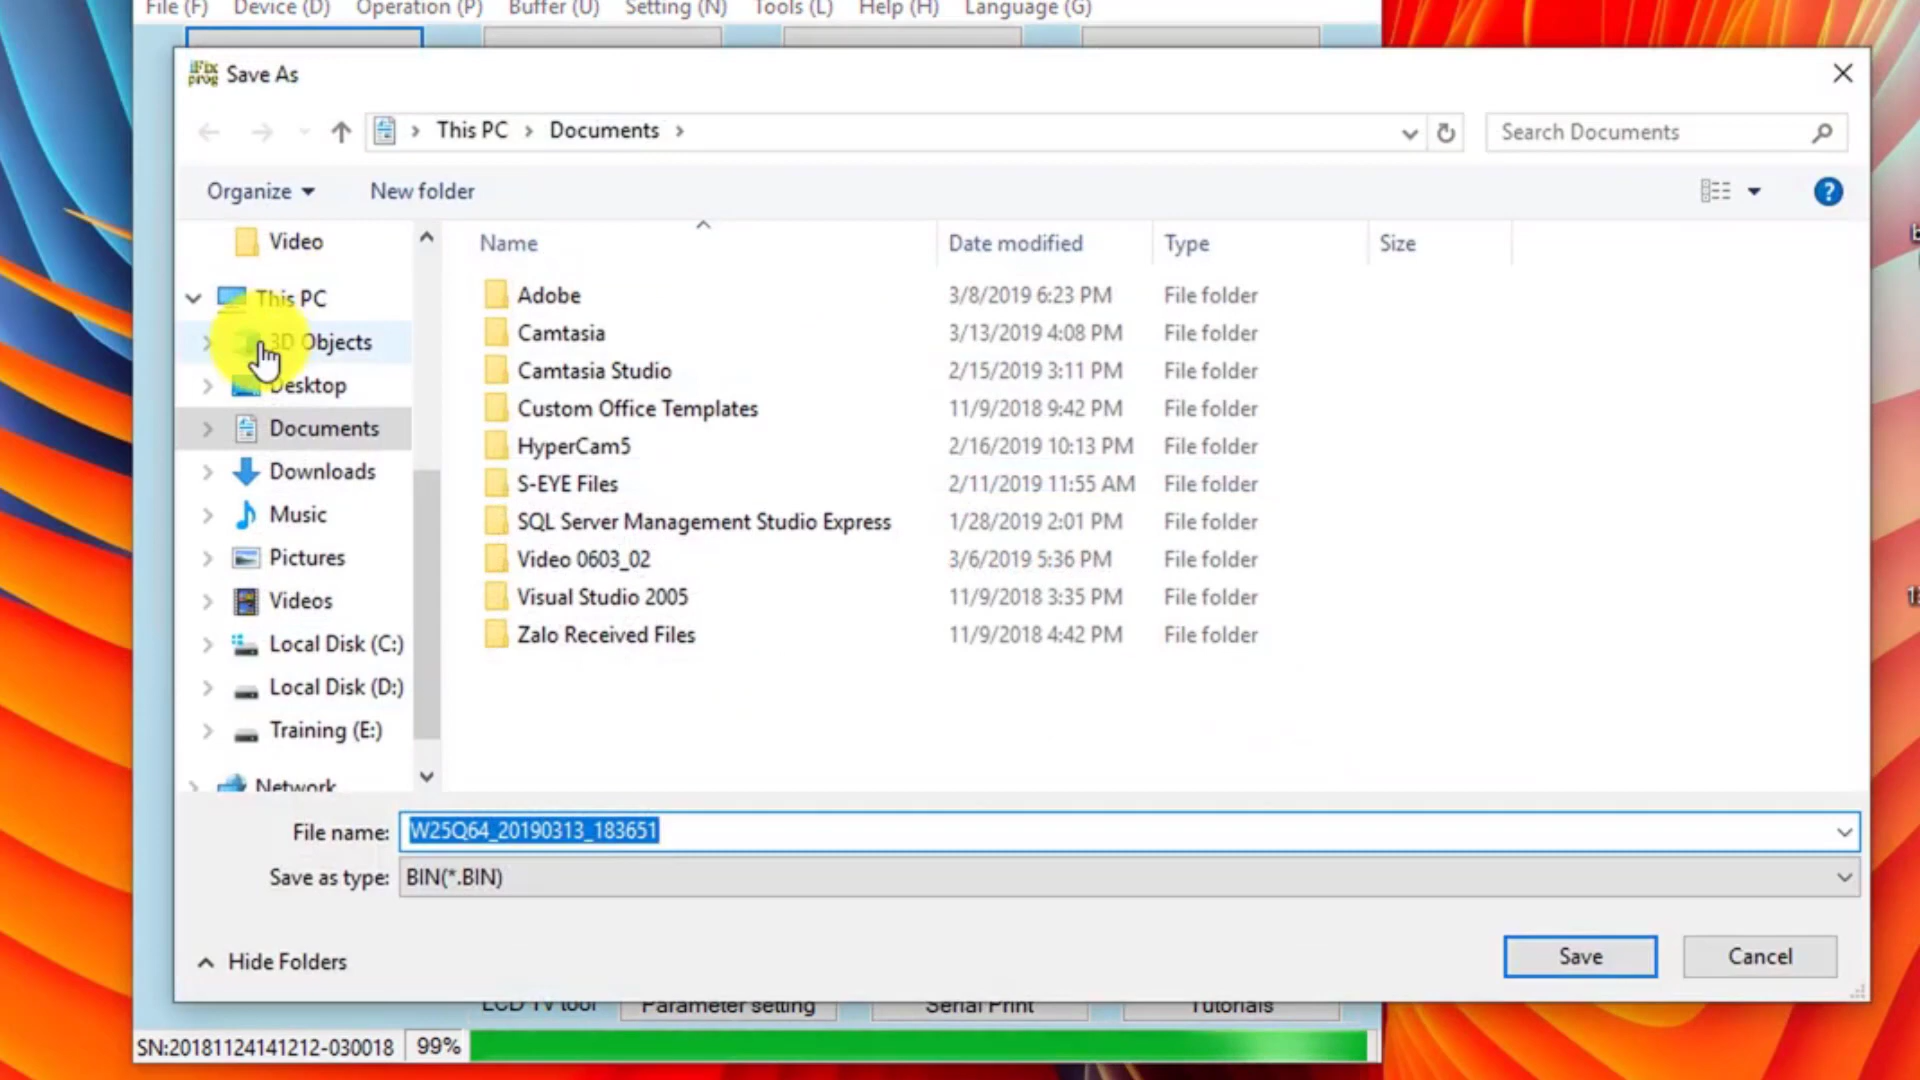 File (F) Device (D) Operation (P) Buffer (U) Setting (N) Tools (L) Help (H) Language (G)
iFix prog Save As
This PC Documents
Search Documents
Organize New folder
Name Date modified Type Size
Video
This PC
3D Objects
Desktop
Documents
Downloads
Music
Pictures
Videos
Local Disk (C:)
Local Disk (D:)
Training (E:)
Network
Adobe 3/8/2019 6:23 PM File folder
Camtasia 3/13/2019 4:08 PM File folder
Camtasia Studio 2/15/2019 3:11 PM File folder
Custom Office Templates 11/9/2018 9:42 PM File folder
HyperCam5 2/16/2019 10:13 PM File folder
S-EYE Files 2/11/2019 11:55 AM File folder
SQL Server Management Studio Express 1/28/2019 2:01 PM File folder
Video 0603_02 3/6/2019 5:36 PM File folder
Visual Studio 2005 11/9/2018 3:35 PM File folder
Zalo Received Files 11/9/2018 4:42 PM File folder
File name: W25Q64_20190313_183651
Save as type: BIN(*.BIN)
Hide Folders
Save Cancel
LCD TV tool Parameter setting Serial Print Tutorials
SN:20181124141212-030018 99%